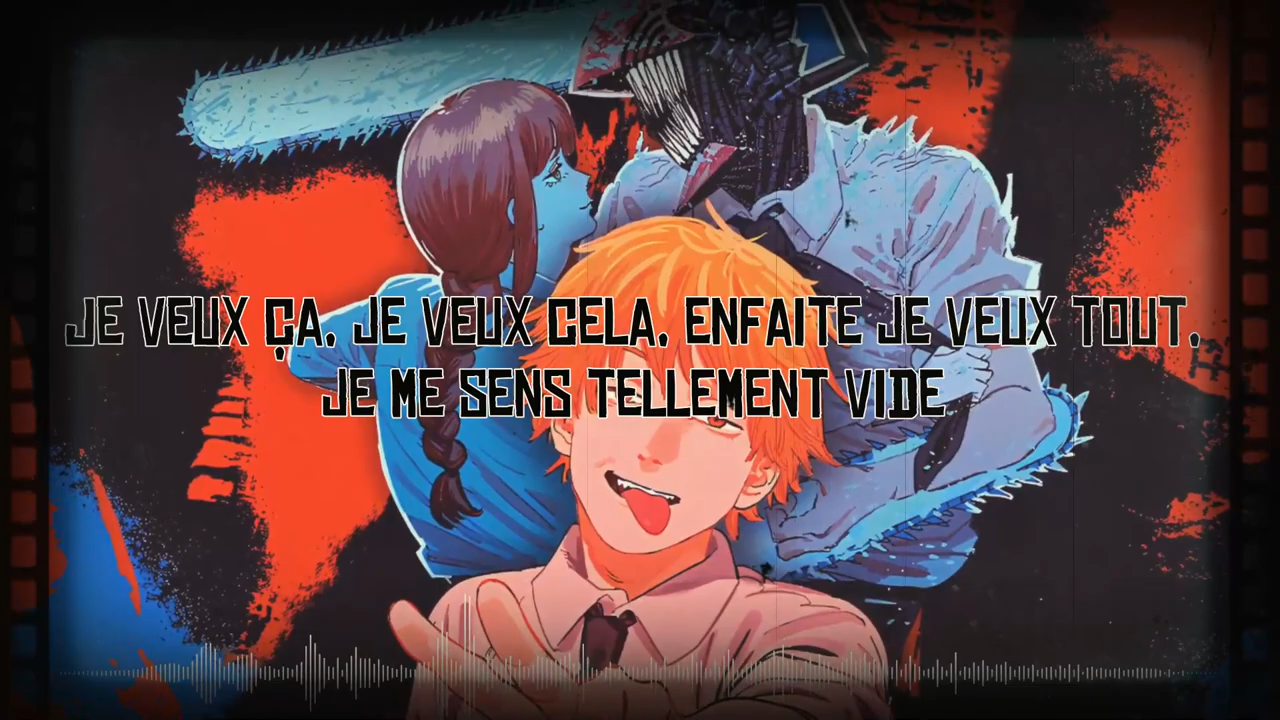 JE VEUX ÇA, JE VEUX CELA, ENFAITE JE VEUX TOUT,
JE ME SENS TELLEMENT VIDE